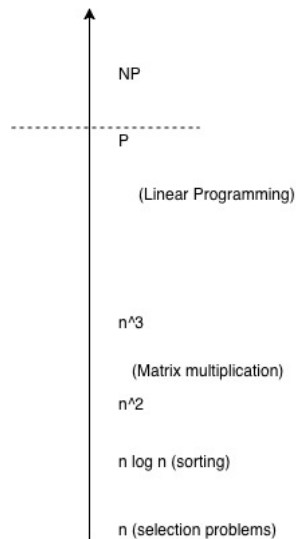 NP
P
(Linear Programming)
n^3
(Matrix multiplication)
n^2
n log n (sorting)
n (selection problems)